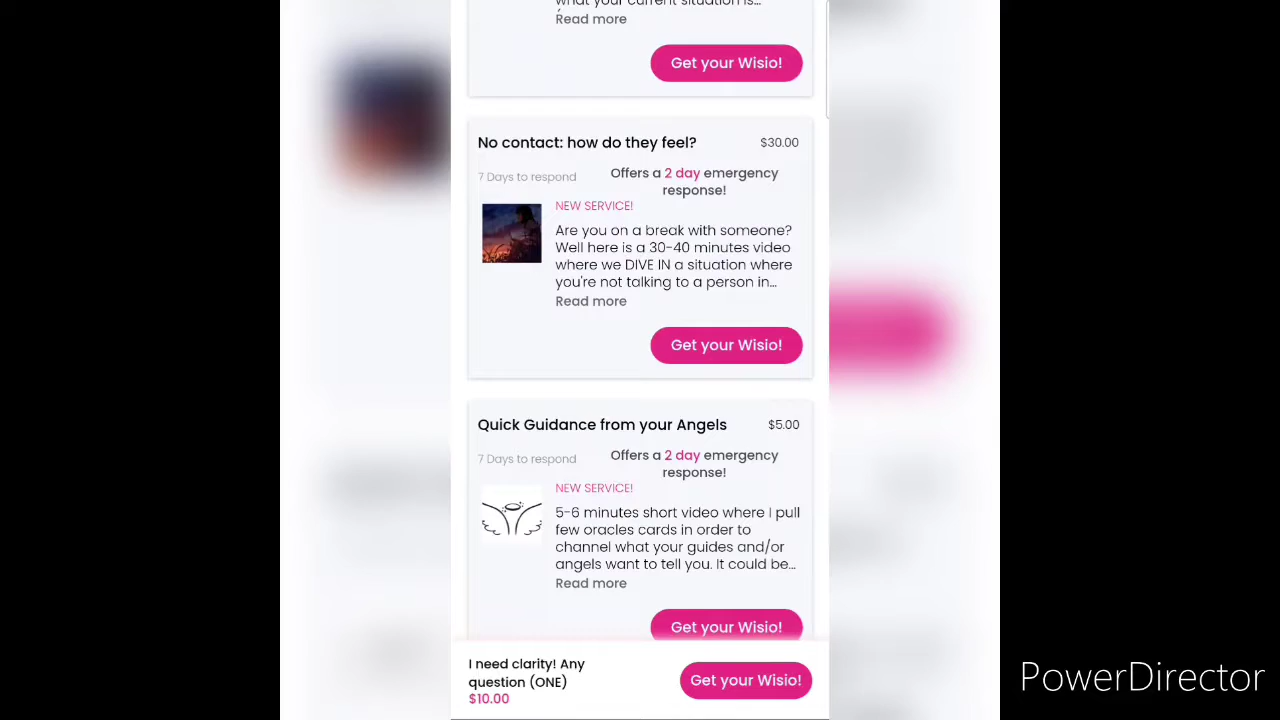 what your current situation is...
Read more
Get your Wisio!
No contact: how do they feel?
$30.00
7 Days to respond
Offers a 2 day emergency
response!
NEW SERVICE!
Are you on a break with someone?
Well here is a 30-40 minutes video
where we DIVE IN a situation where
you're not talking to a person in...
Read more
Get your Wisio!
Quick Guidance from your Angels
$5.00
7 Days to respond
Offers a 2 day emergency
response!
NEW SERVICE!
5-6 minutes short video where I pull
few oracles cards in order to
channel what your guides and/or
angels want to tell you. It could be...
Read more
Get your Wisio!
I need clarity! Any
question (ONE)
$10.00
Get your Wisio!
PowerDirector